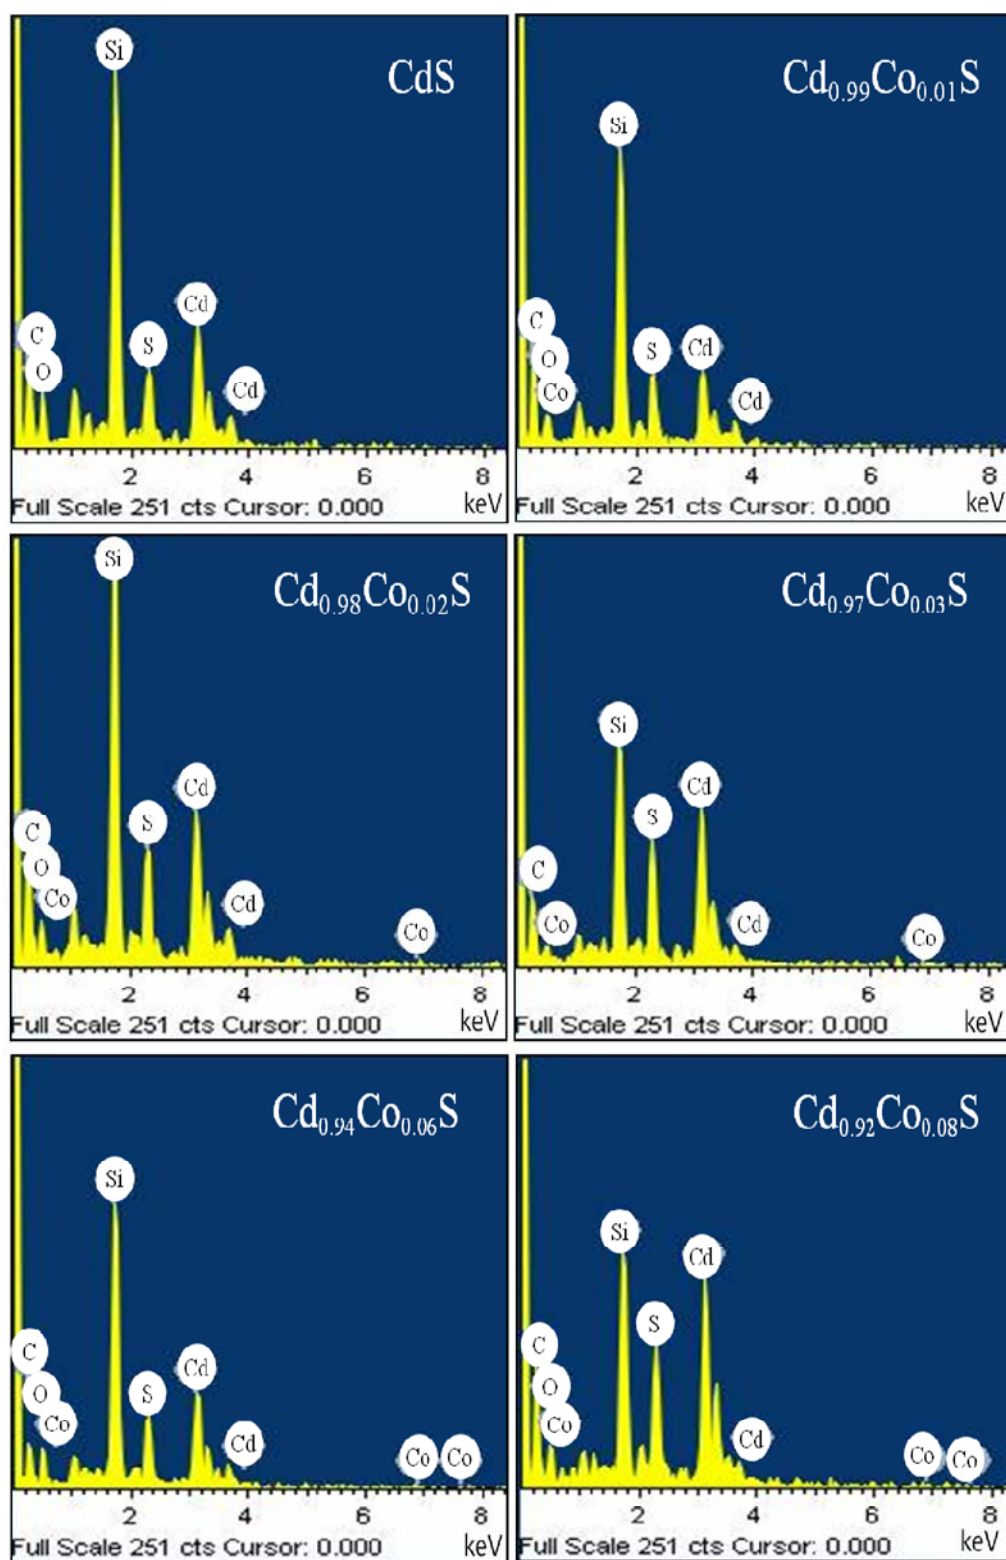 CdS
Si
Cd
C
S
O
Cd
2 4 6 8
Full Scale 251 cts Cursor: 0.000 keV
Cd0.99Co0.01S
Si
C
Cd
S
O
Co
Cd
2 4 6 8
Full Scale 251 cts Cursor: 0.000 keV
Cd0.98Co0.02S
Si
Cd
S
C
O
Co
Cd
Co
2 4 6 8
Full Scale 251 cts Cursor: 0.000 keV
Cd0.97Co0.03S
Si
Cd
S
C
Co
Cd
Co
2 4 6 8
Full Scale 251 cts Cursor: 0.000 keV
Cd0.94Co0.06S
Si
C
Cd
O
S
Co
Cd
Co Co
2 4 6 8
Full Scale 251 cts Cursor: 0.000 keV
Cd0.92Co0.08S
Si
Cd
S
C
O
Co
Cd
Co Co
2 4 6 8
Full Scale 251 cts Cursor: 0.000 keV